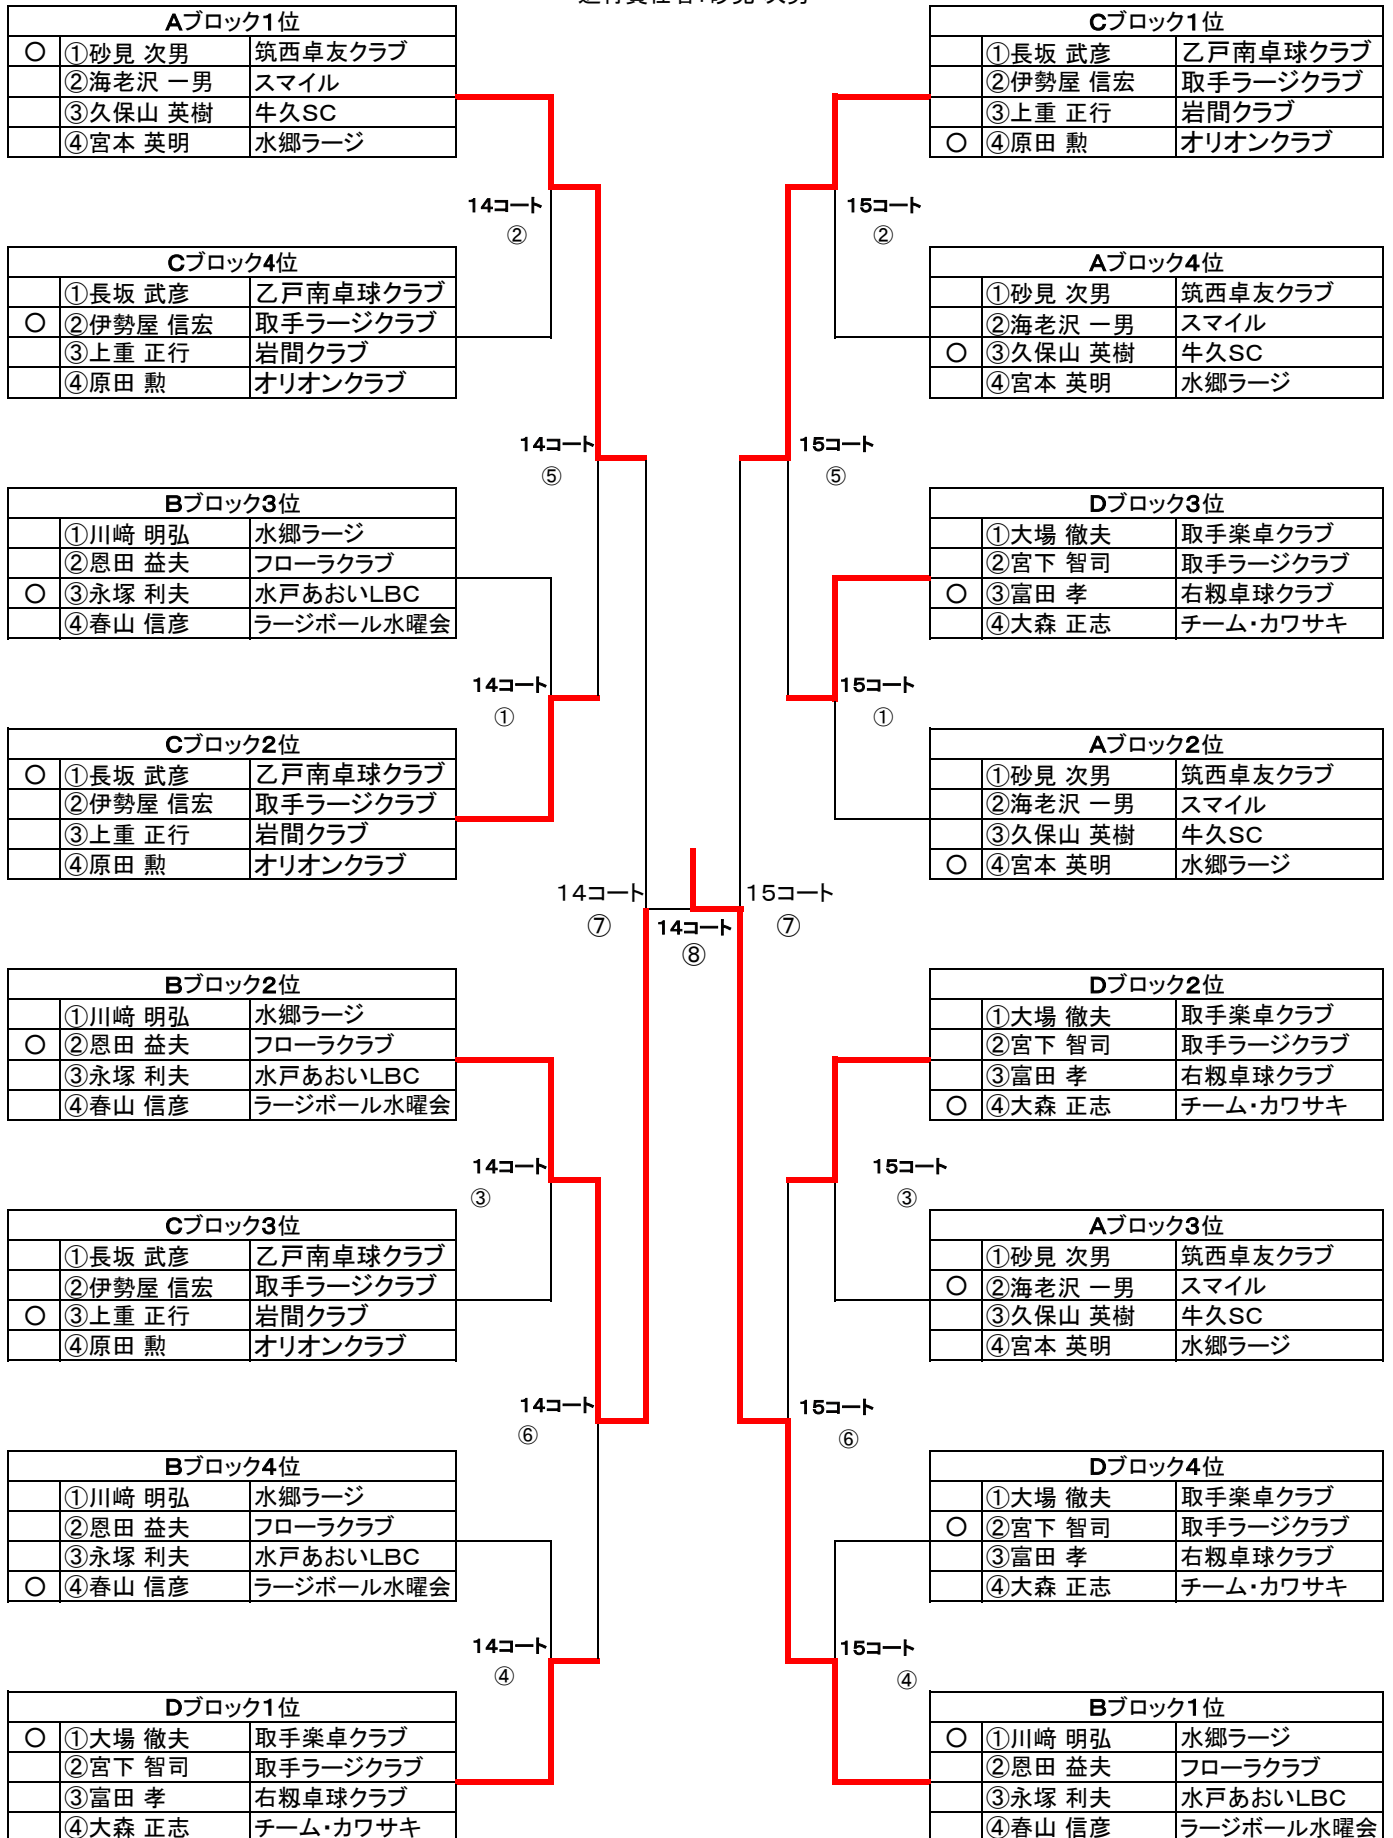 Aブロック1位
○ ①砂見 次男 筑西卓友クラブ
②海老沢 一男 スマイル
③久保山 英樹 牛久SC
④宮本 英明 水郷ラージ
14コート
②
Cブロック4位
①長坂 武彦 乙戸南卓球クラブ
○ ②伊勢屋 信宏 取手ラージクラブ
③上重 正行 岩間クラブ
④原田 勲 オリオンクラブ
14コート
⑤
Bブロック3位
①川﨑 明弘 水郷ラージ
②恩田 益夫 フローラクラブ
○ ③永塚 利夫 水戸あおいLBC
④春山 信彦 ラージボール水曜会
14コート
①
Cブロック2位
○ ①長坂 武彦 乙戸南卓球クラブ
②伊勢屋 信宏 取手ラージクラブ
③上重 正行 岩間クラブ
④原田 勲 オリオンクラブ
14コート
⑦
14コート
⑧
Bブロック2位
①川﨑 明弘 水郷ラージ
○ ②恩田 益夫 フローラクラブ
③永塚 利夫 水戸あおいLBC
④春山 信彦 ラージボール水曜会
14コート
③
Cブロック3位
①長坂 武彦 乙戸南卓球クラブ
②伊勢屋 信宏 取手ラージクラブ
○ ③上重 正行 岩間クラブ
④原田 勲 オリオンクラブ
14コート
⑥
Bブロック4位
①川﨑 明弘 水郷ラージ
②恩田 益夫 フローラクラブ
③永塚 利夫 水戸あおいLBC
○ ④春山 信彦 ラージボール水曜会
14コート
④
Dブロック1位
○ ①大場 徹夫 取手楽卓クラブ
②宮下 智司 取手ラージクラブ
③富田 孝 右籾卓球クラブ
④大森 正志 チーム・カワサキ
Cブロック1位
①長坂 武彦 乙戸南卓球クラブ
②伊勢屋 信宏 取手ラージクラブ
③上重 正行 岩間クラブ
○ ④原田 勲 オリオンクラブ
15コート
②
Aブロック4位
①砂見 次男 筑西卓友クラブ
②海老沢 一男 スマイル
○ ③久保山 英樹 牛久SC
④宮本 英明 水郷ラージ
15コート
⑤
Dブロック3位
①大場 徹夫 取手楽卓クラブ
②宮下 智司 取手ラージクラブ
○ ③富田 孝 右籾卓球クラブ
④大森 正志 チーム・カワサキ
15コート
①
Aブロック2位
①砂見 次男 筑西卓友クラブ
②海老沢 一男 スマイル
③久保山 英樹 牛久SC
○ ④宮本 英明 水郷ラージ
15コート
⑦
Dブロック2位
①大場 徹夫 取手楽卓クラブ
②宮下 智司 取手ラージクラブ
③富田 孝 右籾卓球クラブ
○ ④大森 正志 チーム・カワサキ
15コート
③
Aブロック3位
①砂見 次男 筑西卓友クラブ
○ ②海老沢 一男 スマイル
③久保山 英樹 牛久SC
④宮本 英明 水郷ラージ
15コート
⑥
Dブロック4位
①大場 徹夫 取手楽卓クラブ
○ ②宮下 智司 取手ラージクラブ
③富田 孝 右籾卓球クラブ
④大森 正志 チーム・カワサキ
15コート
④
Bブロック1位
○ ①川﨑 明弘 水郷ラージ
②恩田 益夫 フローラクラブ
③永塚 利夫 水戸あおいLBC
④春山 信彦 ラージボール水曜会